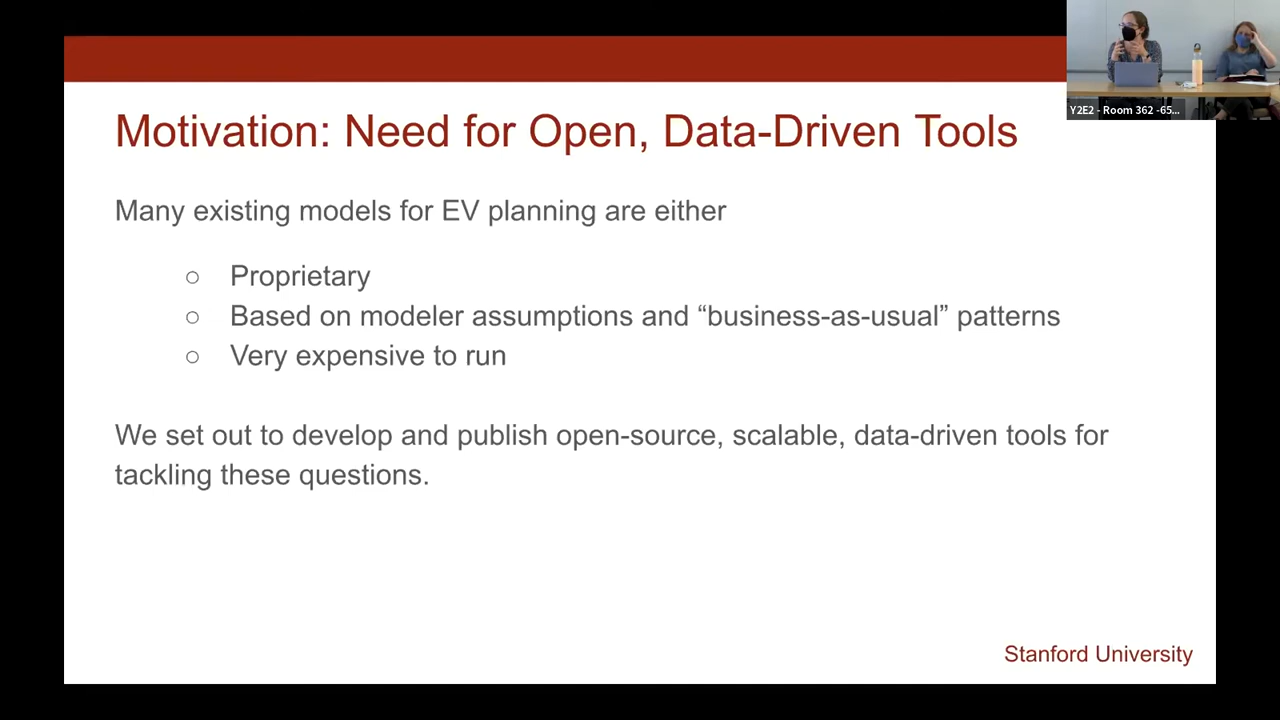 Y2E2 - Room 362 -65...
Motivation: Need for Open, Data-Driven Tools
Many existing models for EV planning are either
○ Proprietary
○ Based on modeler assumptions and “business-as-usual” patterns
○ Very expensive to run
We set out to develop and publish open-source, scalable, data-driven tools for
tackling these questions.
Stanford University